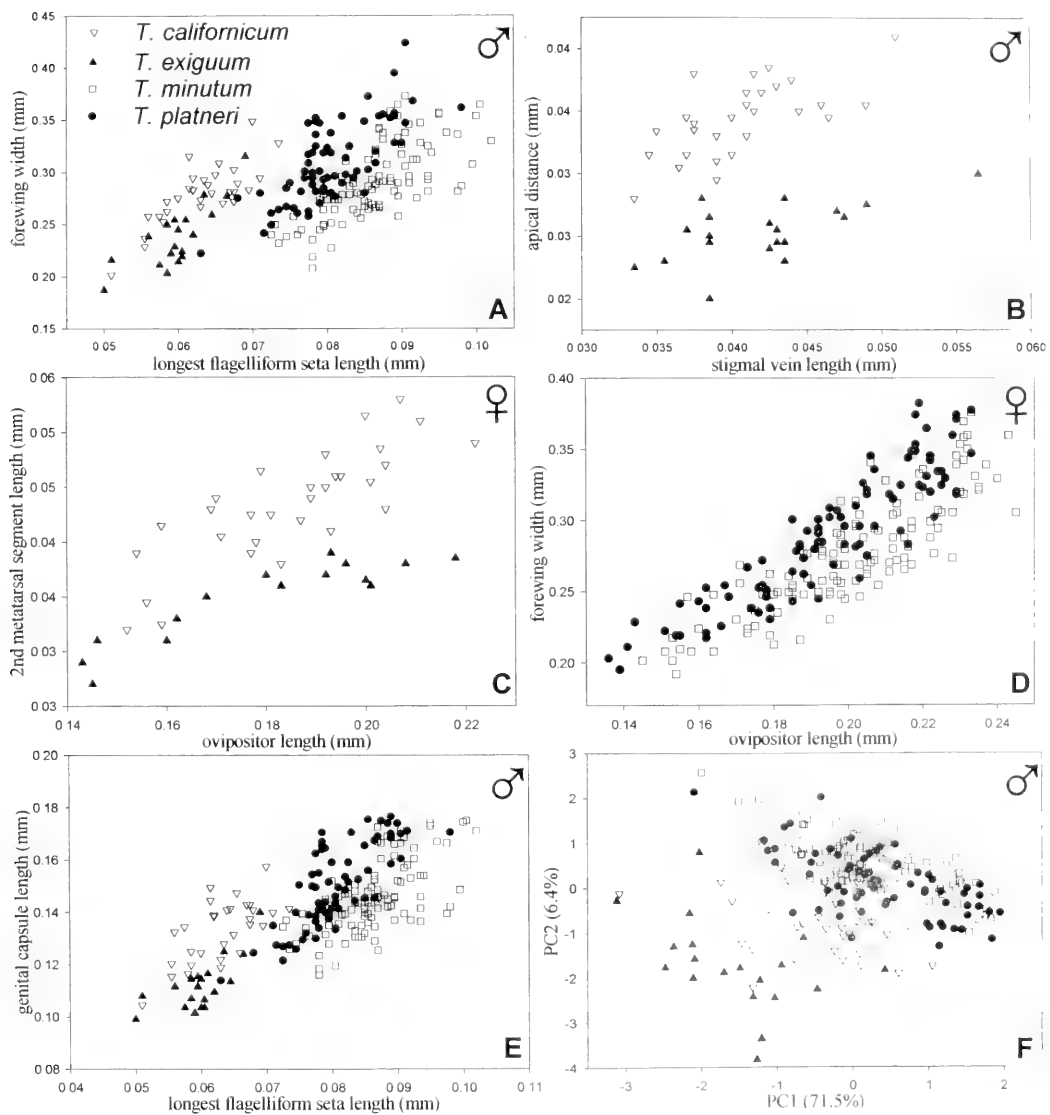 T. californicum
T. exiguum
T. minutum
T. platneri
♂
0.45
0.40
0.35
0.30
0.25
0.20
0.15
forewing width (mm)
A
0.05 0.06 0.07 0.08 0.09 0.10
longest flagelliform seta length (mm)
♂
0.04
0.04
0.03
0.03
0.02
apical distance (mm)
B
0.030 0.035 0.040 0.045 0.050 0.055 0.060
stigmal vein length (mm)
♀
0.06
0.05
0.05
0.04
0.04
0.03
0.03
2nd metatarsal segment length (mm)
C
0.14 0.16 0.18 0.20 0.22
ovipositor length (mm)
♀
0.40
0.35
0.30
0.25
0.20
forewing width (mm)
D
0.14 0.16 0.18 0.20 0.22 0.24
ovipositor length (mm)
♂
0.20
0.18
0.16
0.14
0.12
0.10
0.08
genital capsule length (mm)
E
0.04 0.05 0.06 0.07 0.08 0.09 0.10 0.11
longest flagelliform seta length (mm)
♂
3
2
1
0
-1
-2
-3
-4
PC2 (6.4%)
F
-3 -2 -1 0 1 2
PC1 (71.5%)